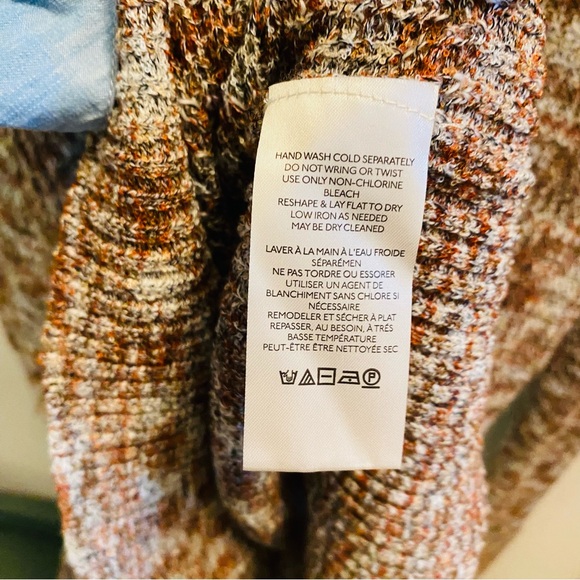 HAND WASH COLD SEPARATELY
DO NOT WRING OR TWIST
USE ONLY NON-CHLORINE
BLEACH
RESHAPE & LAY FLAT TO DRY
LOW IRON AS NEEDED
MAY BE DRY CLEANED
LAVER À LA MAIN À L'EAU FROIDE
SÉPARÉMEN
NE PAS TORDRE OU ESSORER
UTILISER UN AGENT DE
BLANCHIMENT SANS CHLORE SI
NÉCESSAIRE
REMODELER ET SÉCHER À PLAT
REPASSER, AU BESOIN, À TRÉS
BASSE TEMPÉRATURE
PEUT-ÊTRE ÊTRE NETTOYÉE SEC